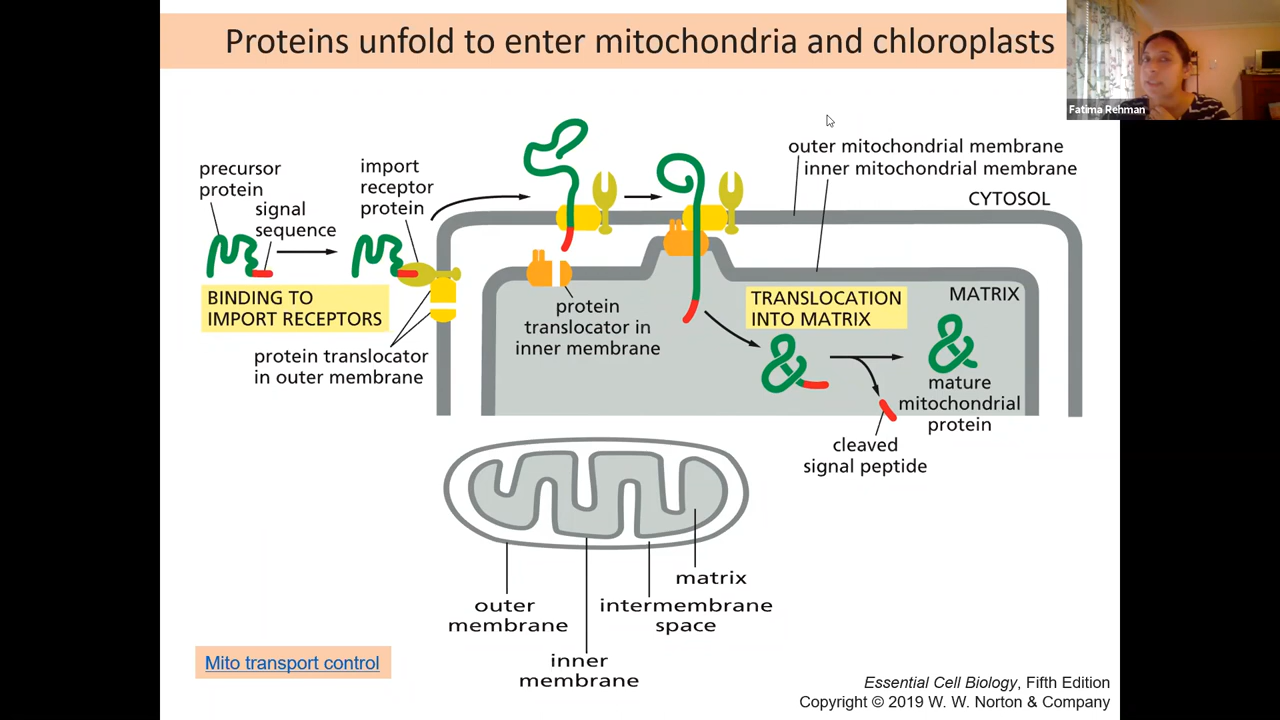 Proteins unfold to enter mitochondria and chloroplasts
Fatima Rehman
outer mitochondrial membrane
inner mitochondrial membrane
CYTOSOL
precursor
protein
signal
sequence
import
receptor
protein
BINDING TO
IMPORT RECEPTORS
protein translocator
in outer membrane
protein
translocator in
inner membrane
TRANSLOCATION
INTO MATRIX
MATRIX
mature
mitochondrial
protein
cleaved
signal peptide
matrix
outer
membrane
intermembrane
space
inner
membrane
Mito transport control
Essential Cell Biology, Fifth Edition
Copyright © 2019 W. W. Norton & Company